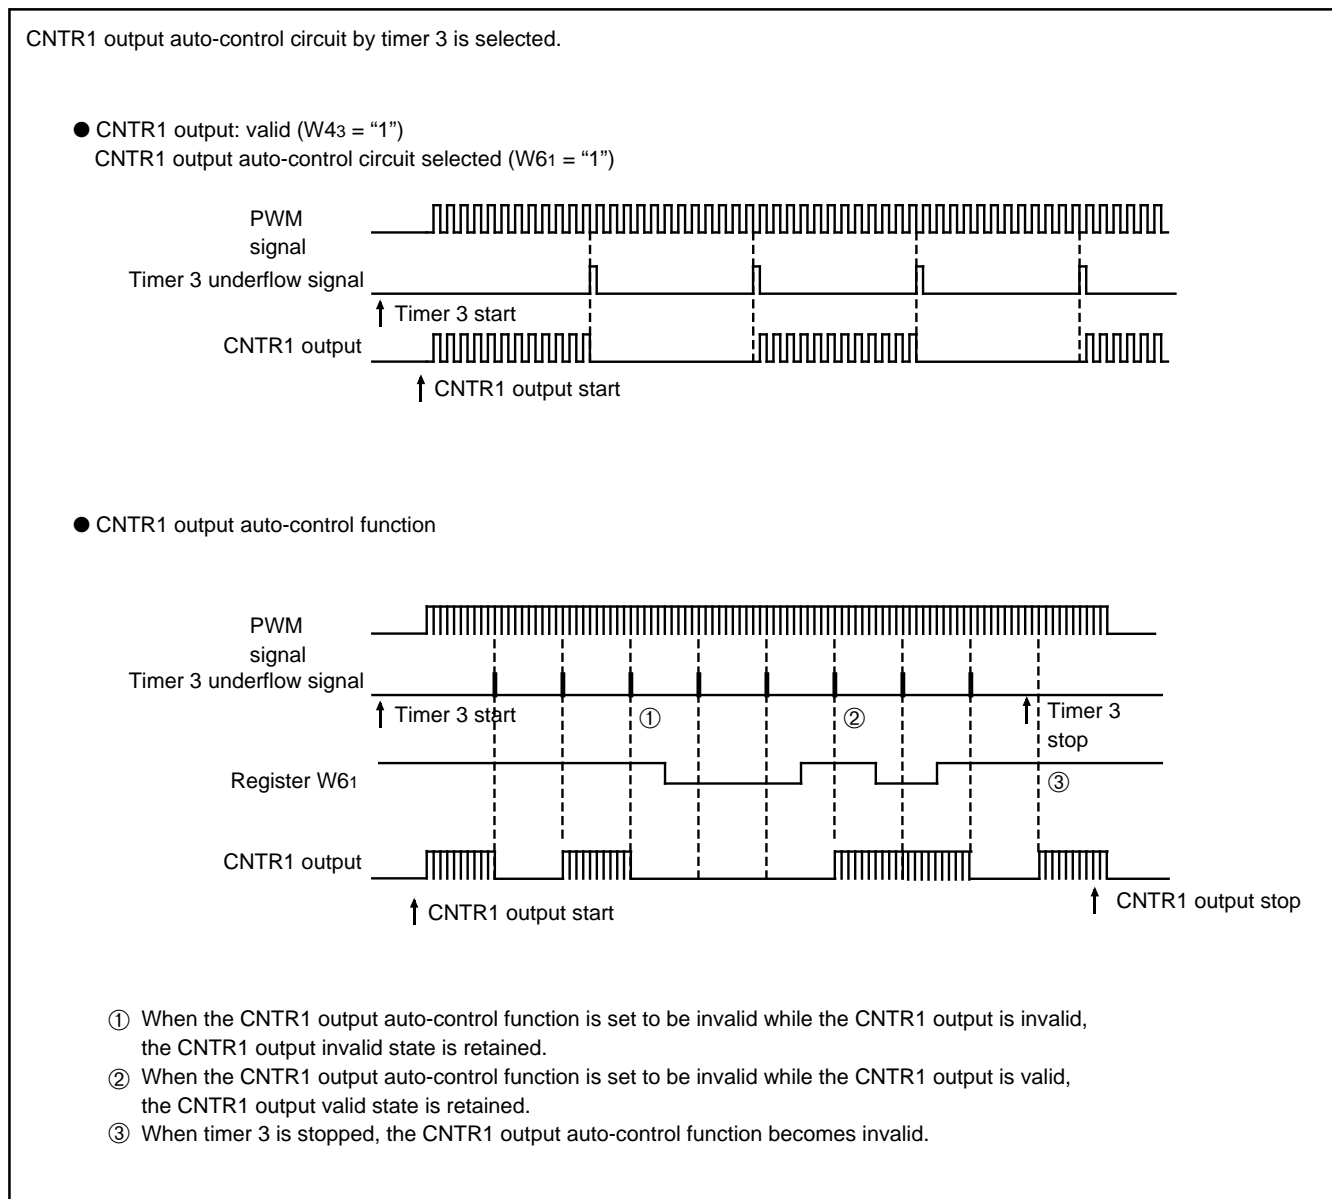 CNTR1 output auto-control circuit by timer 3 is selected.
● CNTR1 output: valid (W43 = “1”)
CNTR1 output auto-control circuit selected (W61 = “1”)
PWM
signal
Timer 3 underflow signal
Timer 3 start
CNTR1 output
CNTR1 output start
● CNTR1 output auto-control function
PWM
signal
Timer 3 underflow signal
Timer 3 start
①
②
Timer 3
stop
Register W61
③
CNTR1 output
CNTR1 output start
CNTR1 output stop
① When the CNTR1 output auto-control function is set to be invalid while the CNTR1 output is invalid,
the CNTR1 output invalid state is retained.
② When the CNTR1 output auto-control function is set to be invalid while the CNTR1 output is valid,
the CNTR1 output valid state is retained.
③ When timer 3 is stopped, the CNTR1 output auto-control function becomes invalid.